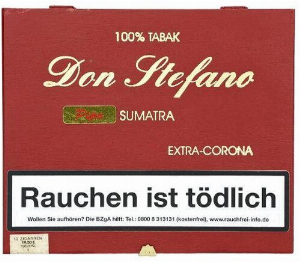 100% TABAK
Don Stefano
SUMATRA
EXTRA-CORONA
Rauchen ist tödlich
Wollen Sie aufhören? Die BZgA hilft: Tel.: 0800 8 313131 (kostenfrei), www.rauchfrei-info.de